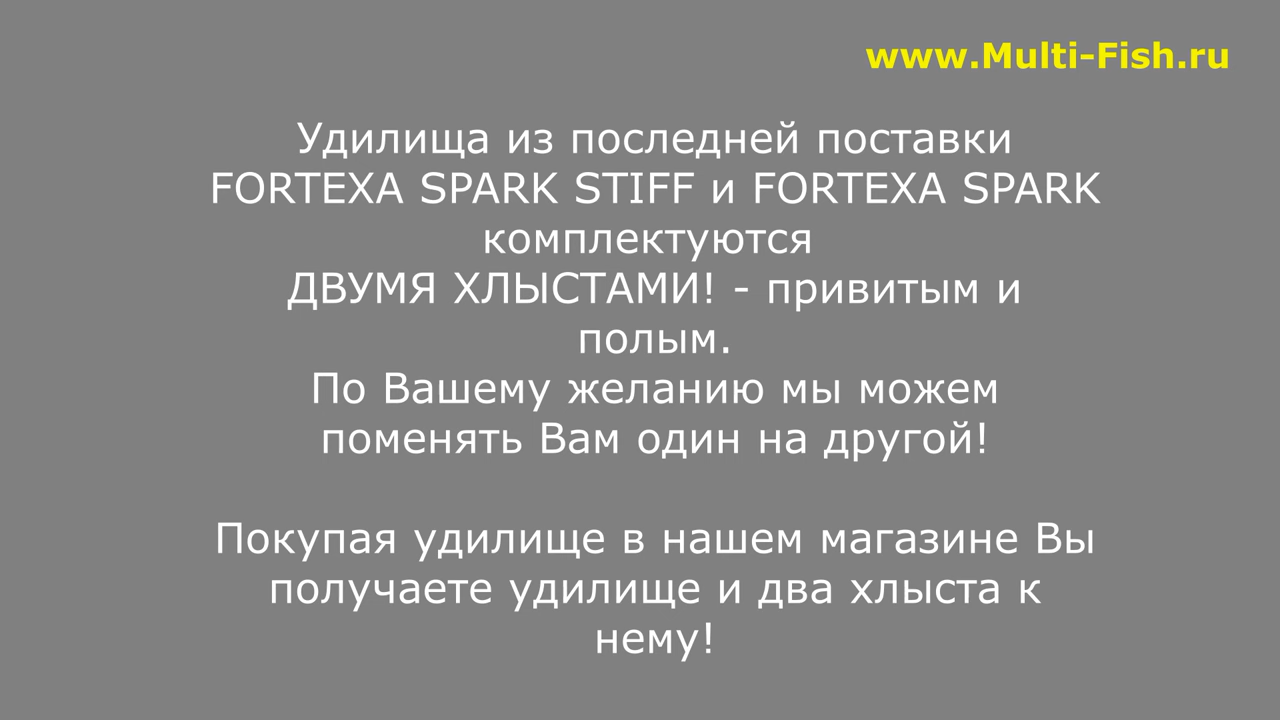 www.Multi-Fish.ru
Удилища из последней поставки
FORTEXA SPARK STIFF и FORTEXA SPARK
комплектуются
ДВУМЯ ХЛЫСТАМИ! - привитым и
полым.
По Вашему желанию мы можем
поменять Вам один на другой!
Покупая удилище в нашем магазине Вы
получаете удилище и два хлыста к
нему!